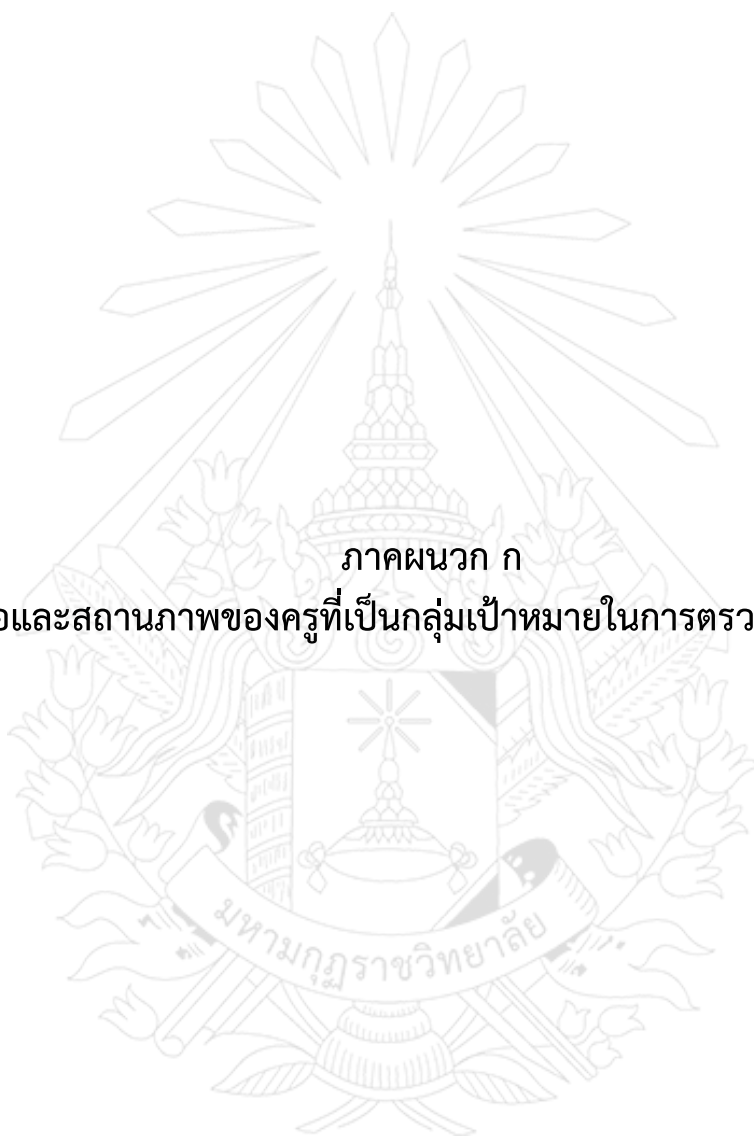 ภาคผนวก ก
และสถานภาพของครูที่เป็นกลุ่มเป้าหมายในการตรว
มหามกุฏราชวิทยาลัย